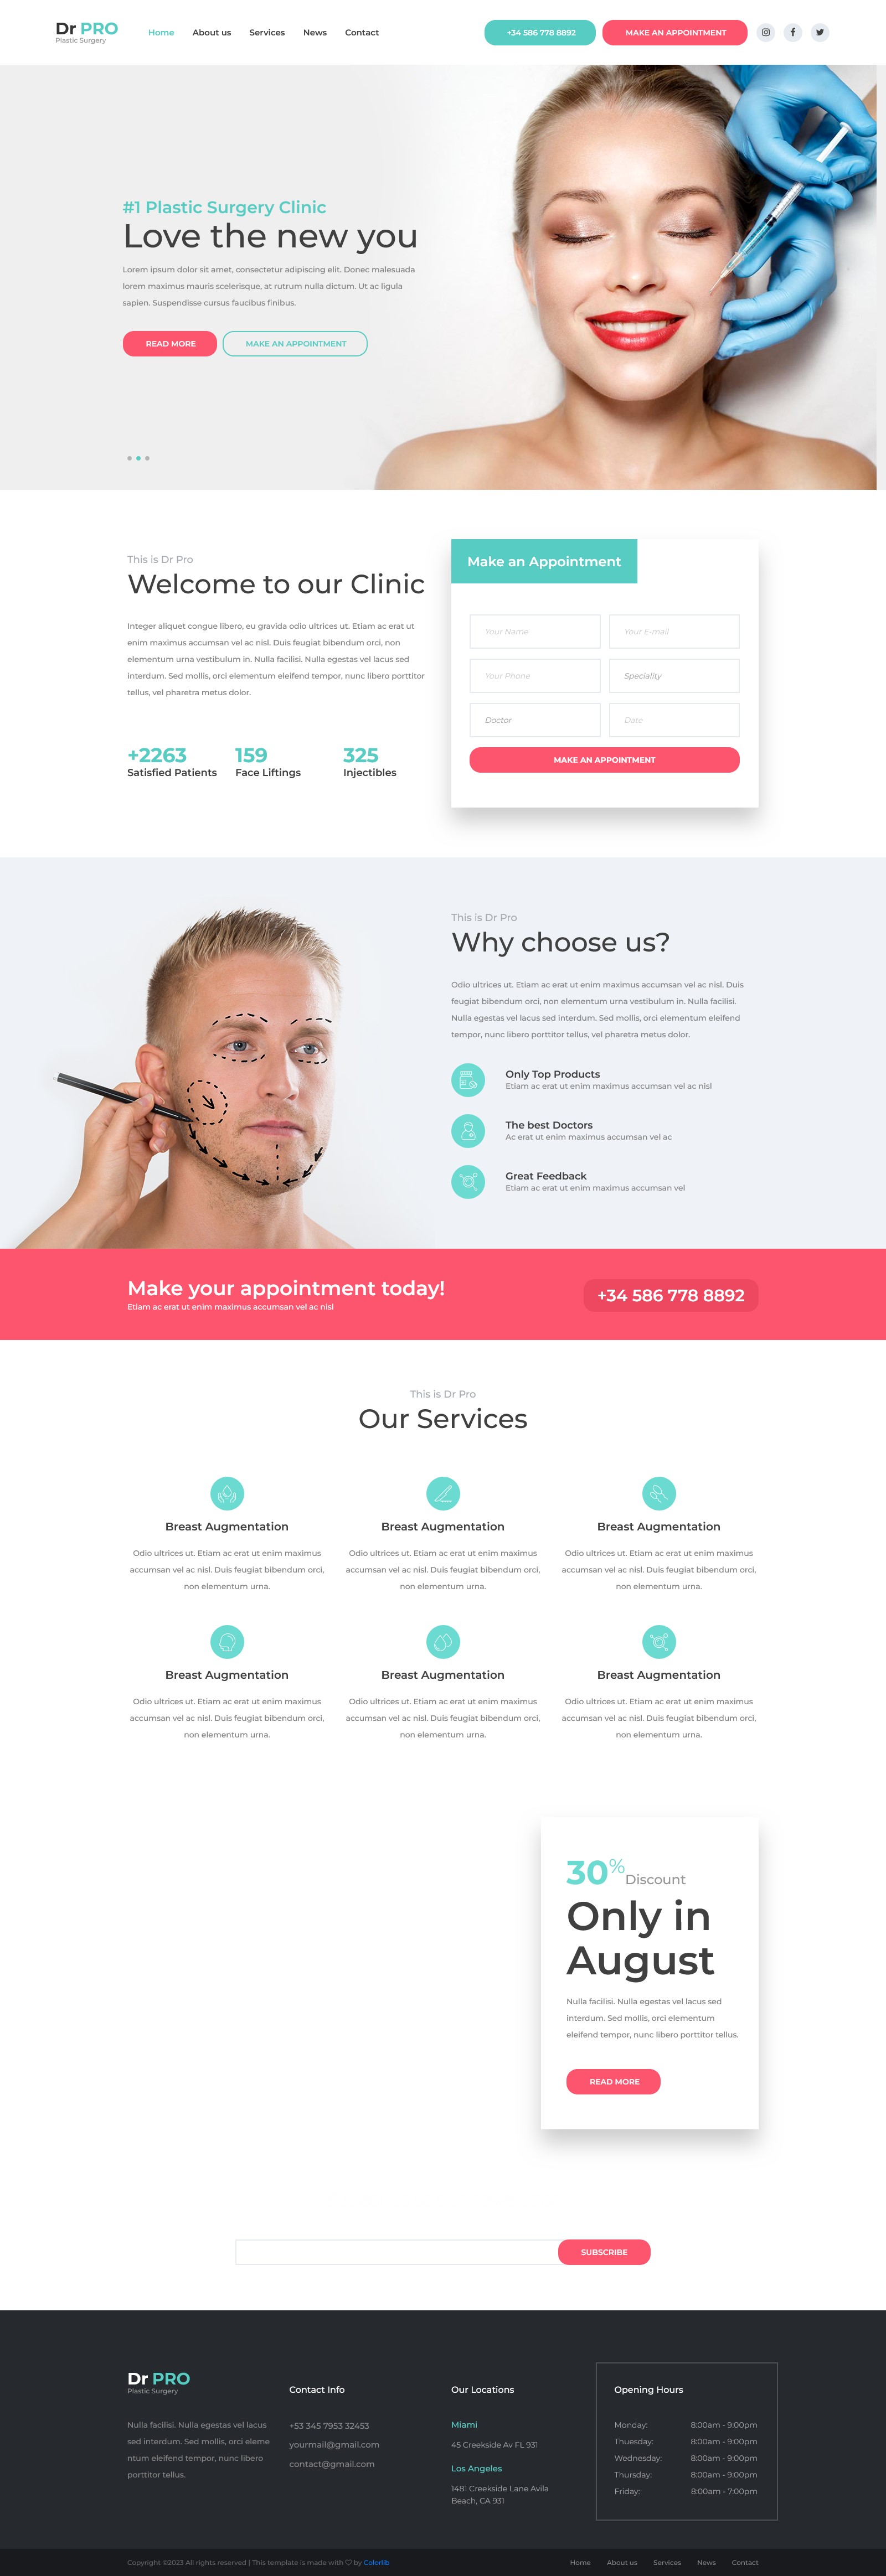 Dr PRO
Plastic Surgery
Home
About us
Services
News
Contact
+34 586 778 8892
MAKE AN APPOINTMENT
#1 Plastic Surgery Clinic
Love the new you
Lorem ipsum dolor sit amet, consectetur adipiscing elit. Donec malesuada
lorem maximus mauris scelerisque, at rutrum nulla dictum. Ut ac ligula
sapien. Suspendisse cursus faucibus finibus.
READ MORE
MAKE AN APPOINTMENT
This is Dr Pro
Welcome to our Clinic
Integer aliquet congue libero, eu gravida odio ultrices ut. Etiam ac erat ut
enim maximus accumsan vel ac nisl. Duis feugiat bibendum orci, non
elementum urna vestibulum in. Nulla facilisi. Nulla egestas vel lacus sed
interdum. Sed mollis, orci elementum eleifend tempor, nunc libero porttitor
tellus, vel pharetra metus dolor.
+2263
Satisfied Patients
159
Face Liftings
325
Injectibles
Make an Appointment
Your Name
Your E-mail
Your Phone
Speciality
Doctor
Date
MAKE AN APPOINTMENT
This is Dr Pro
Why choose us?
Odio ultrices ut. Etiam ac erat ut enim maximus accumsan vel ac nisl. Duis
feugiat bibendum orci, non elementum urna vestibulum in. Nulla facilisi.
Nulla egestas vel lacus sed interdum. Sed mollis, orci elementum eleifend
tempor, nunc libero porttitor tellus, vel pharetra metus dolor.
Only Top Products
Etiam ac erat ut enim maximus accumsan vel ac nisl
The best Doctors
Ac erat ut enim maximus accumsan vel ac
Great Feedback
Etiam ac erat ut enim maximus accumsan vel
Make your appointment today!
Etiam ac erat ut enim maximus accumsan vel ac nisl
+34 586 778 8892
This is Dr Pro
Our Services
Breast Augmentation
Odio ultrices ut. Etiam ac erat ut enim maximus
accumsan vel ac nisl. Duis feugiat bibendum orci,
non elementum urna.
Breast Augmentation
Odio ultrices ut. Etiam ac erat ut enim maximus
accumsan vel ac nisl. Duis feugiat bibendum orci,
non elementum urna.
Breast Augmentation
Odio ultrices ut. Etiam ac erat ut enim maximus
accumsan vel ac nisl. Duis feugiat bibendum orci,
non elementum urna.
Breast Augmentation
Odio ultrices ut. Etiam ac erat ut enim maximus
accumsan vel ac nisl. Duis feugiat bibendum orci,
non elementum urna.
Breast Augmentation
Odio ultrices ut. Etiam ac erat ut enim maximus
accumsan vel ac nisl. Duis feugiat bibendum orci,
non elementum urna.
Breast Augmentation
Odio ultrices ut. Etiam ac erat ut enim maximus
accumsan vel ac nisl. Duis feugiat bibendum orci,
non elementum urna.
30% Discount
Only in
August
Nulla facilisi. Nulla egestas vel lacus sed
interdum. Sed mollis, orci elementum
eleifend tempor, nunc libero porttitor tellus.
READ MORE
SUBSCRIBE
Dr PRO
Plastic Surgery
Nulla facilisi. Nulla egestas vel lacus
sed interdum. Sed mollis, orci eleme
ntum eleifend tempor, nunc libero
porttitor tellus.
Contact Info
+53 345 7953 32453
yourmail@gmail.com
contact@gmail.com
Our Locations
Miami
45 Creekside Av FL 931
Los Angeles
1481 Creekside Lane Avila
Beach, CA 931
Opening Hours
Monday: 8:00am - 9:00pm
Thuesday: 8:00am - 9:00pm
Wednesday: 8:00am - 9:00pm
Thursday: 8:00am - 9:00pm
Friday: 8:00am - 7:00pm
Copyright ©2023 All rights reserved | This template is made with ♡ by Colorlib
Home
About us
Services
News
Contact